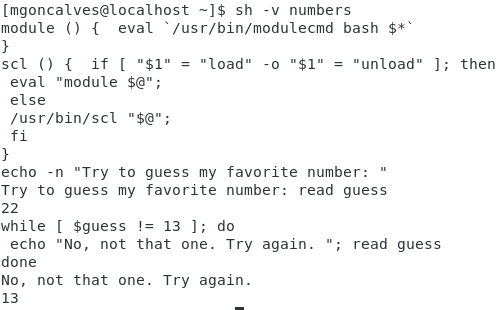 [mgoncalves@localhost ~]$ sh -v numbers
module () {  eval `/usr/bin/modulecmd bash $*`
}
scl () {  if [ "$1" = "load" -o "$1" = "unload" ]; then
 eval "module $@";
 else
 /usr/bin/scl "$@";
 fi
}
echo -n "Try to guess my favorite number: "
Try to guess my favorite number: read guess
22
while [ $guess != 13 ]; do
 echo "No, not that one. Try again. "; read guess
done
No, not that one. Try again.
13